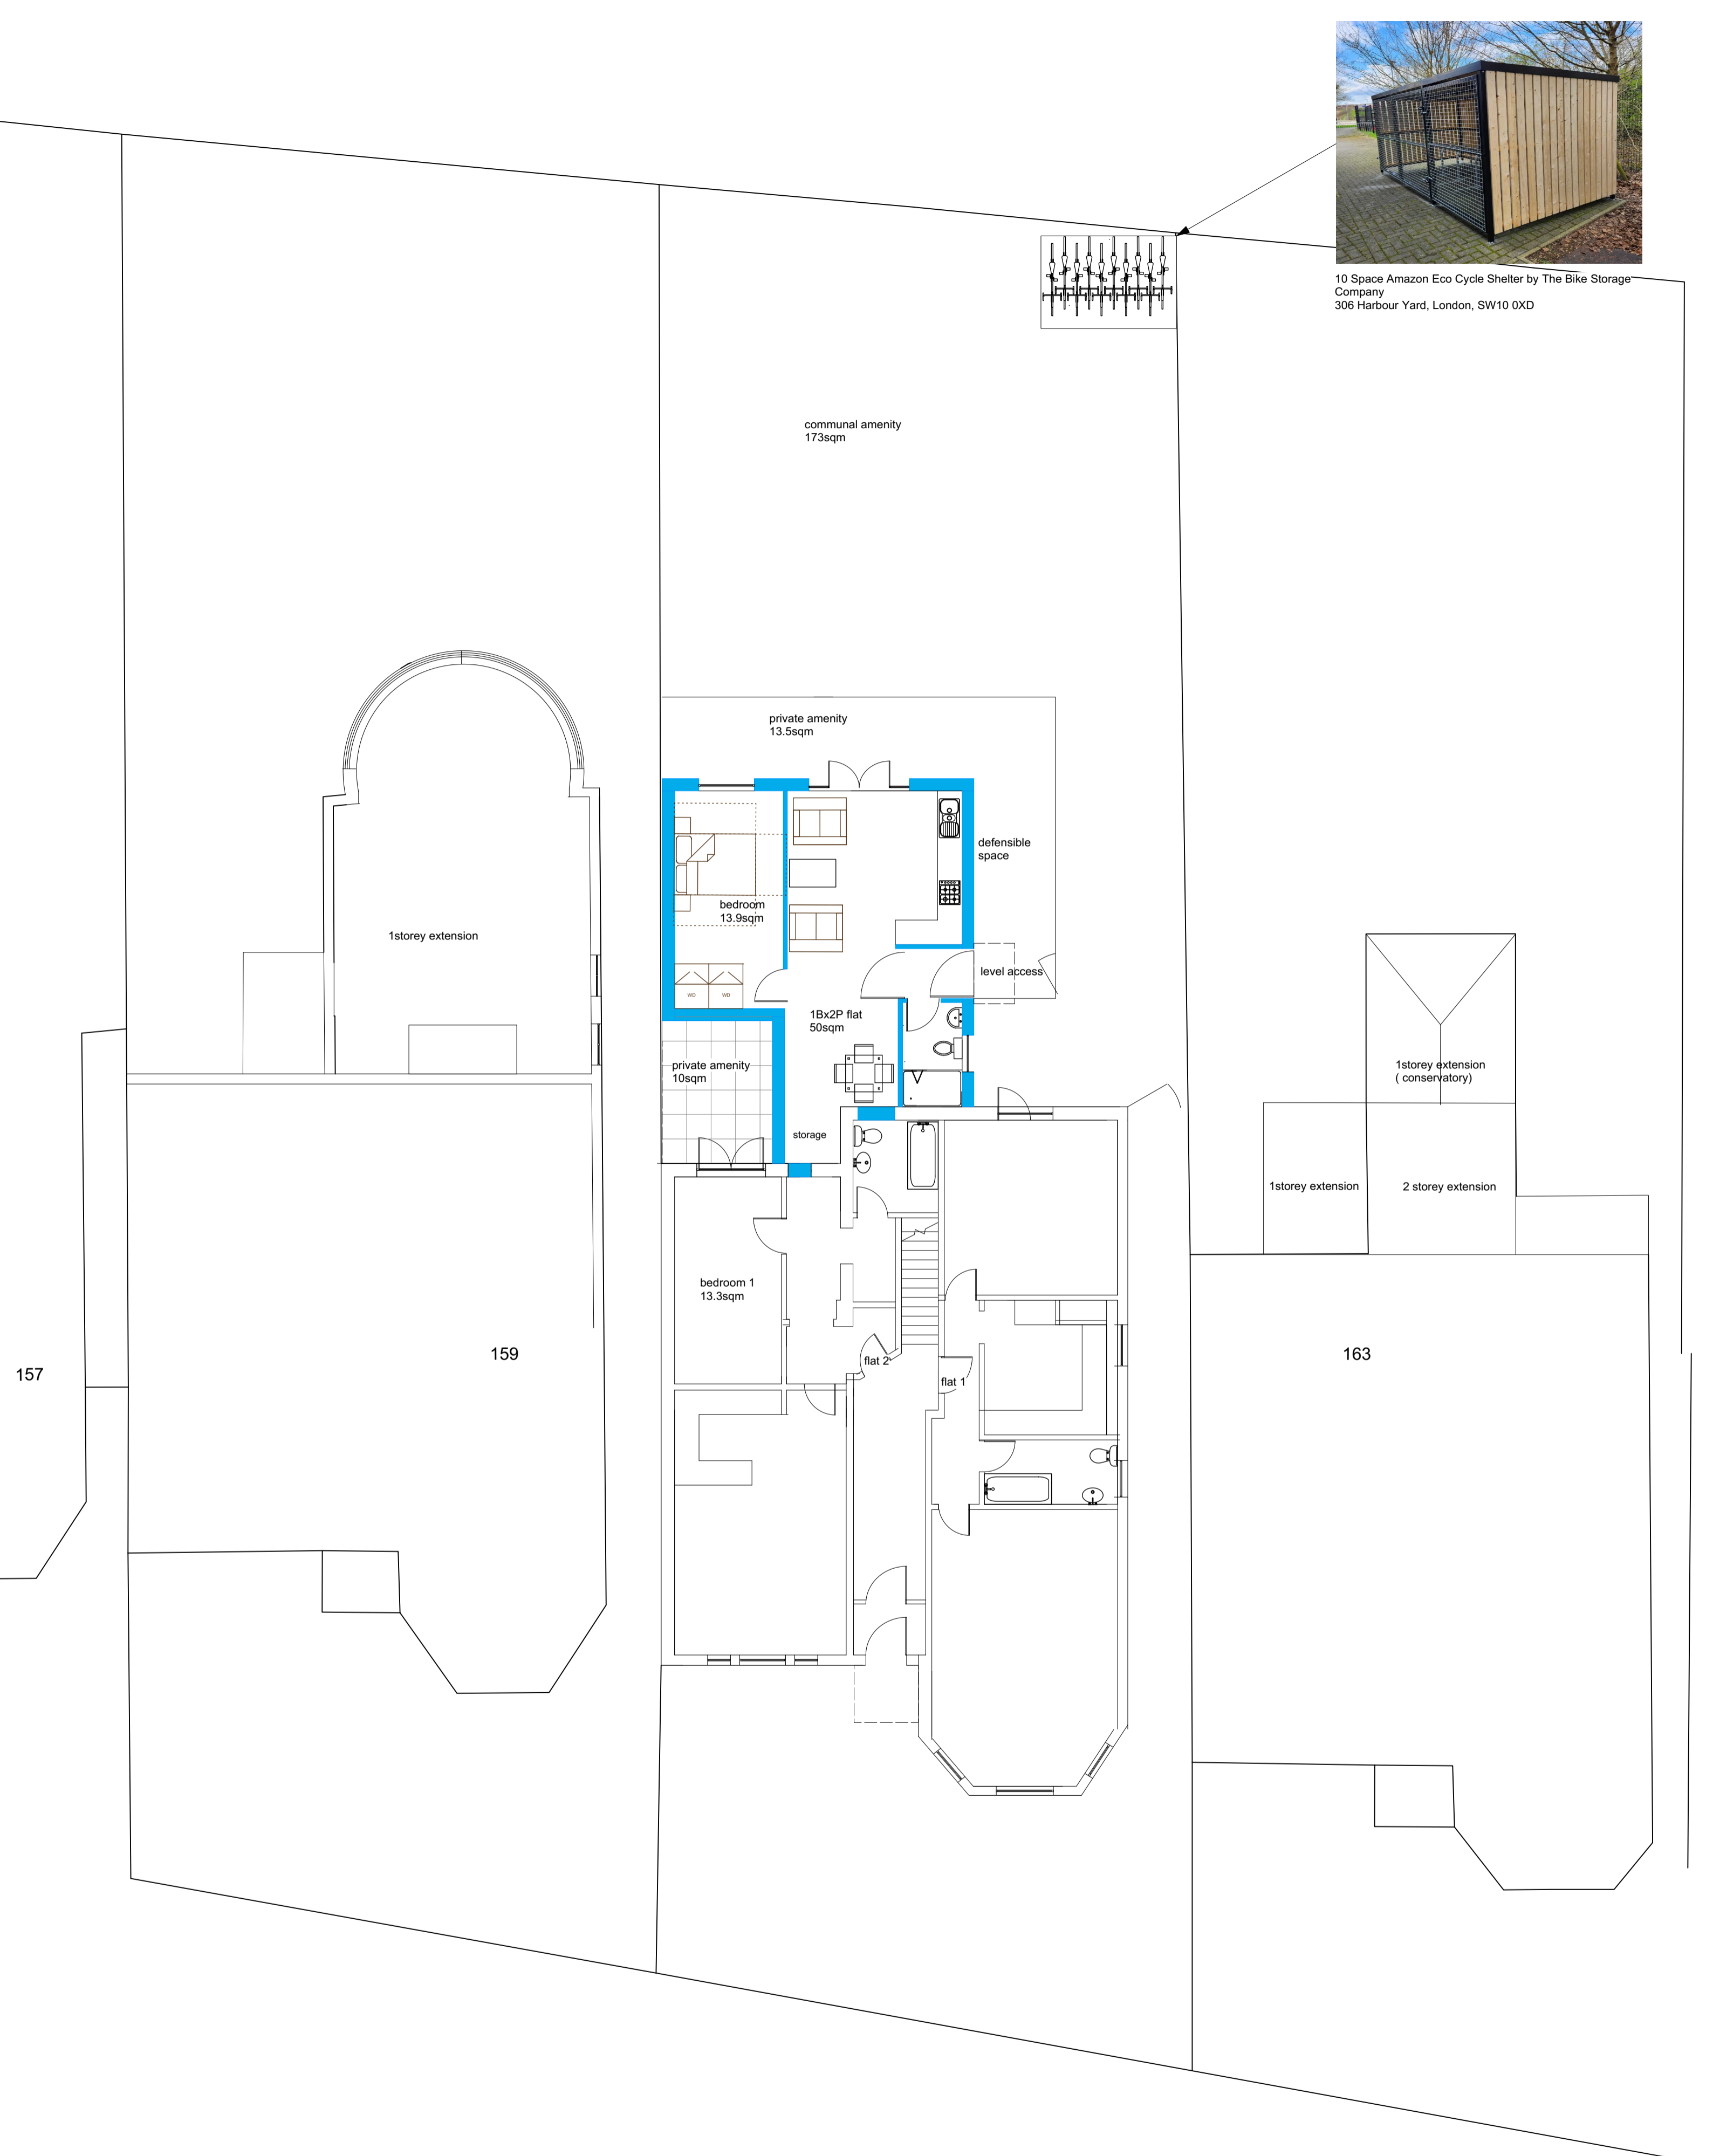 10 Space Amazon Eco Cycle Shelter by The Bike Storage
Company
306 Harbour Yard, London, SW10 0XD
communal amenity
173sqm
private amenity
13.5sqm
defensible
space
bedroom
13.9sqm
1storey extension
level access
WD
WD
1Bx2P flat
50sqm
private amenity
10sqm
1storey extension
( conservatory)
storage
1storey extension
2 storey extension
bedroom 1
13.3sqm
159
163
flat 2
157
flat 1